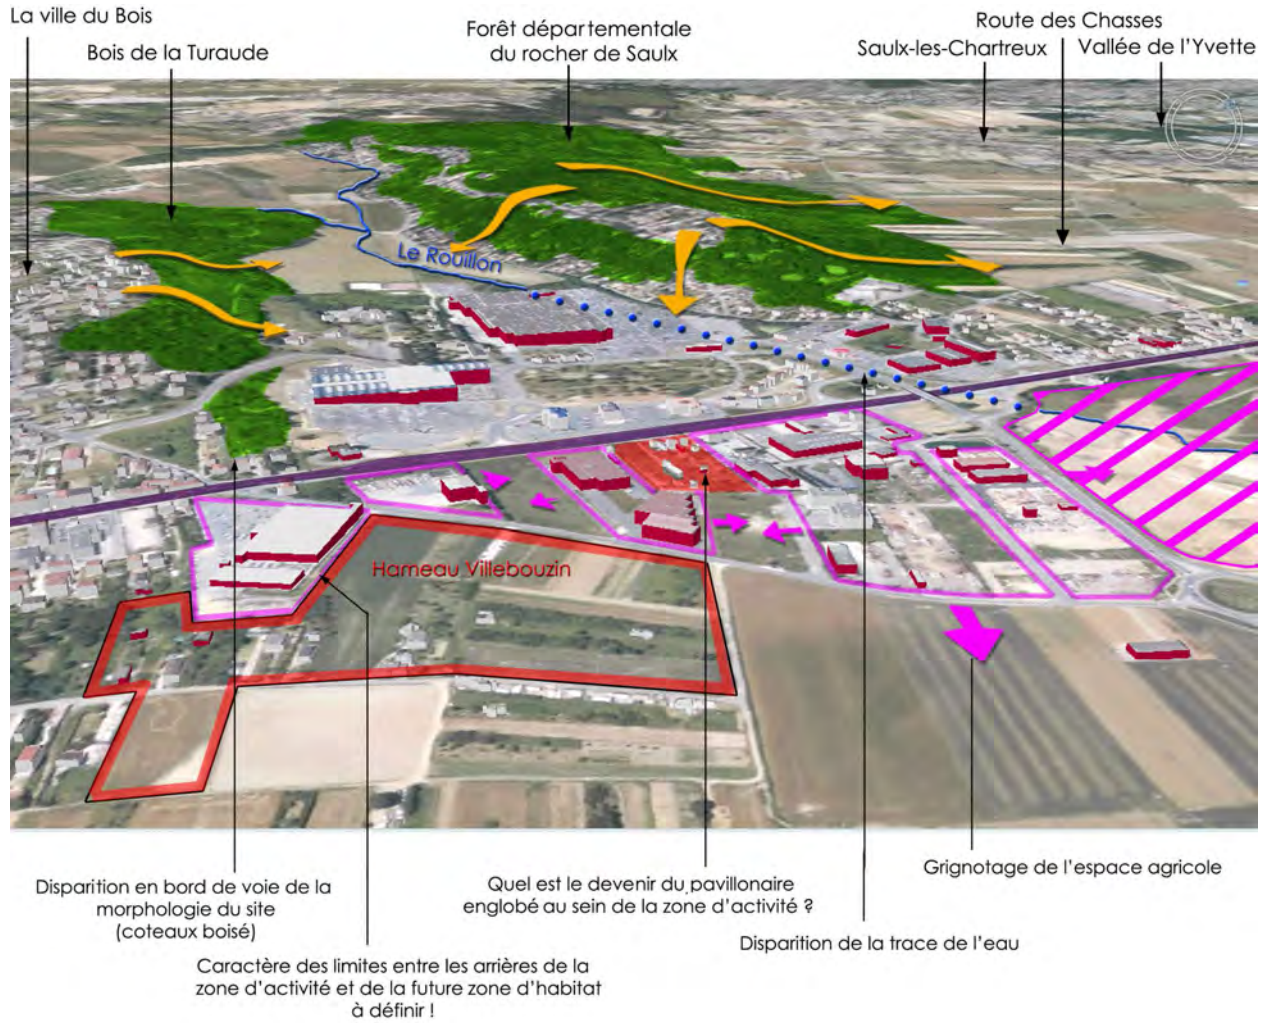 La ville du Bois
Bois de la Turaude
Forêt départementale
du rocher de Saulx
Route des Chasses
Saulx-les-Chartreux
Vallée de l'Yvette
Le Rouillon
Hameau Villebouzin
Disparition en bord de voie de la
morphologie du site
(coteaux boisé)
Caractère des limites entre les arrières de la
zone d'activité et de la future zone d'habitat
à définir !
Quel est le devenir du pavillonaire
englobé au sein de la zone d'activité ?
Disparition de la trace de l'eau
Grignotage de l'espace agricole